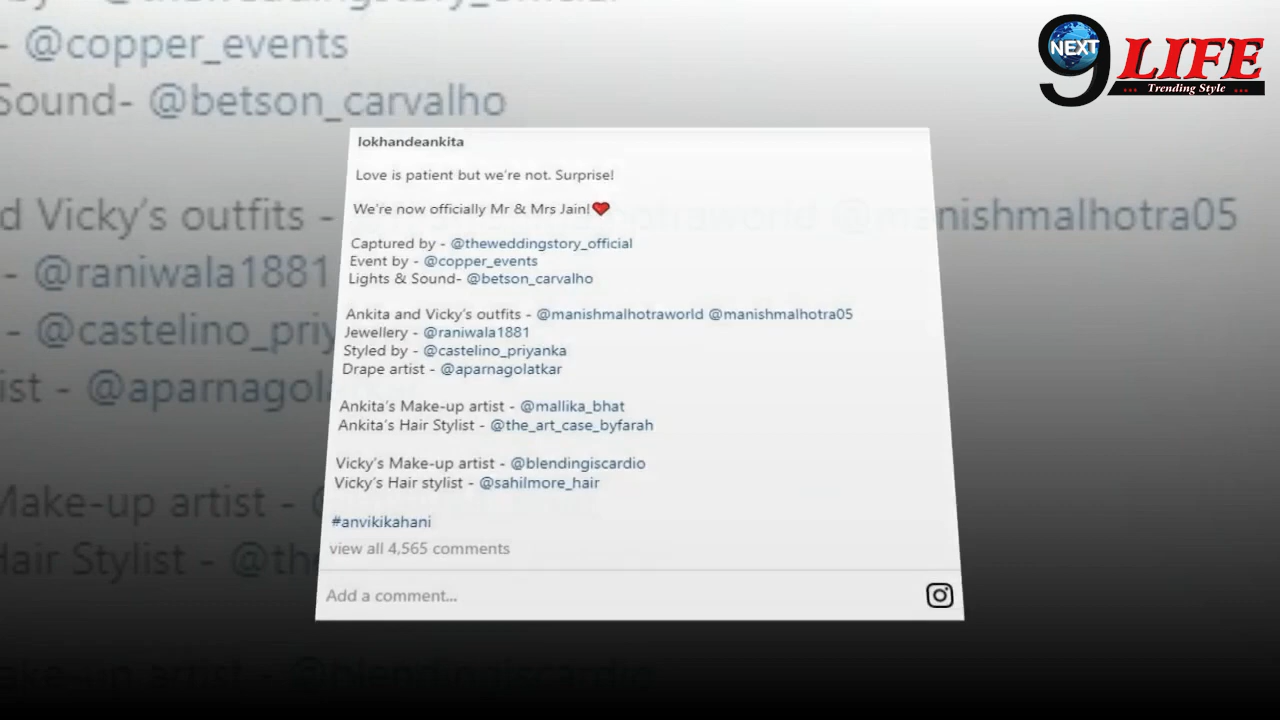 - @copper_events
Sound- @betson_carvalho
d Vicky's outfits - @manishmalhotra05
- @raniwala1881
- @castelino_priy
ist - @aparnagola
Make-up artist -
Hair Stylist - @the
NEXT
9 LIFE
... Trending Style ...
lokhandeankita
Love is patient but we're not. Surprise!
We're now officially Mr & Mrs Jain!❤
Captured by - @theweddingstory_official
Event by - @copper_events
Lights & Sound- @betson_carvalho
Ankita and Vicky's outfits - @manishmalhotraworld @manishmalhotra05
Jewellery - @raniwala1881
Styled by - @castelino_priyanka
Drape artist - @aparnagolatkar
Ankita's Make-up artist - @mallika_bhat
Ankita's Hair Stylist - @the_art_case_byfarah
Vicky's Make-up artist - @blendingiscardio
Vicky's Hair stylist - @sahilmore_hair
#anvikikahani
view all 4,565 comments
Add a comment...